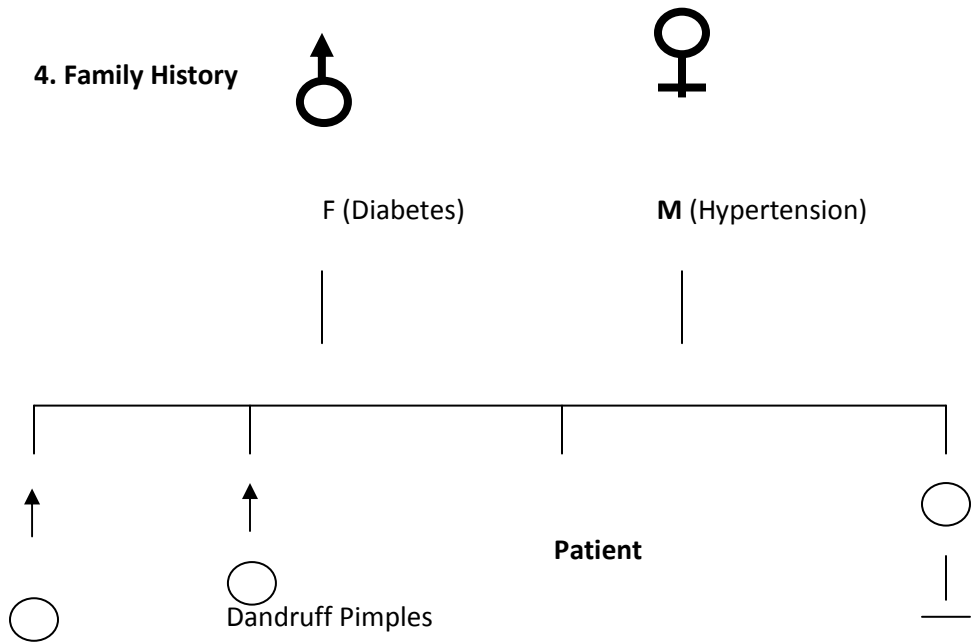 4. Family History
F (Diabetes) M (Hypertension)
Patient
Dandruff Pimples